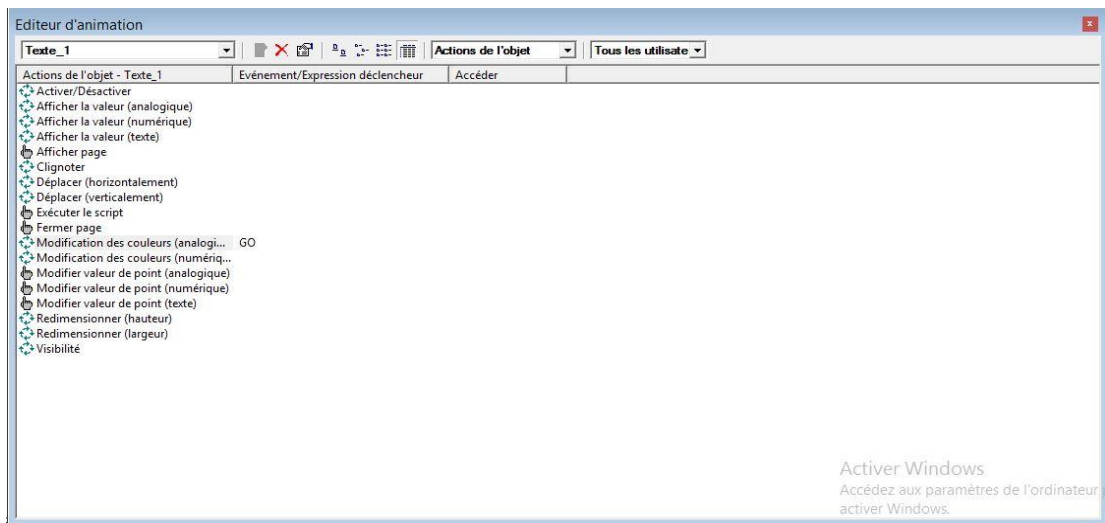 Editeur d'animation
Texte_1 Actions de l'objet Tous les utilisate
Actions de l'objet - Texte_1 Evénement/Expression déclencheur Accéder
Activer/Désactiver
Afficher la valeur (analogique)
Afficher la valeur (numérique)
Afficher la valeur (texte)
Afficher page
Clignoter
Déplacer (horizontalement)
Déplacer (verticalement)
Exécuter le script
Fermer page
Modification des couleurs (analogi... GO
Modification des couleurs (numériq...
Modifier valeur de point (analogique)
Modifier valeur de point (numérique)
Modifier valeur de point (texte)
Redimensionner (hauteur)
Redimensionner (largeur)
Visibilité
Activer Windows
Accédez aux paramètres de l'ordinateur
activer Windows.